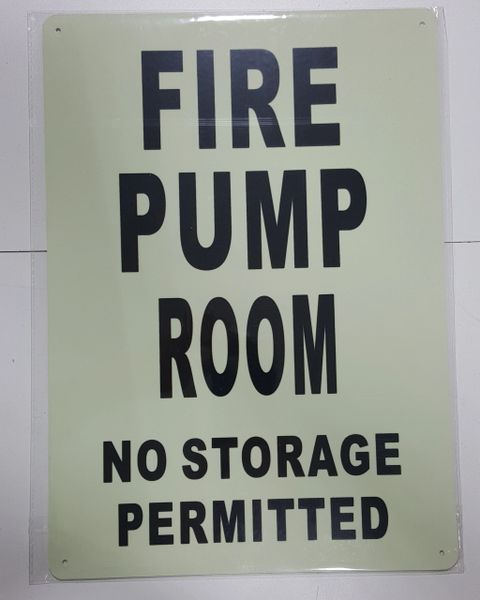 FIRE
PUMP
ROOM
NO STORAGE
PERMITTED